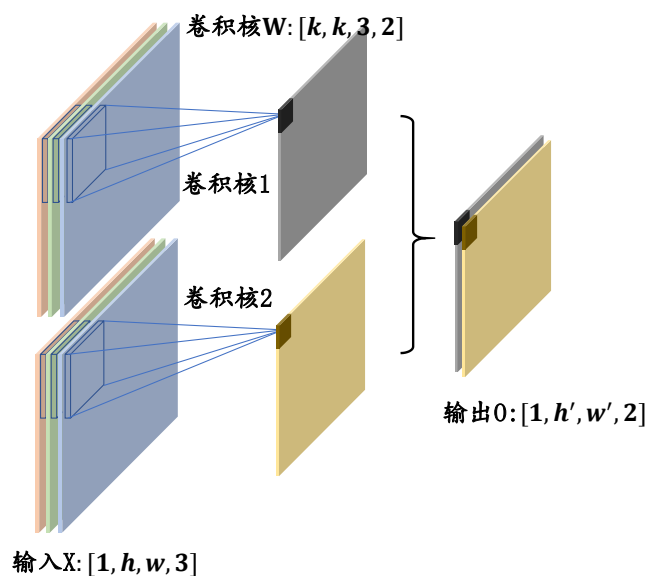 卷积核W: [k, k, 3, 2]
卷积核1
卷积核2
输出O: [1, h′, w′, 2]
输入X: [1, h, w, 3]